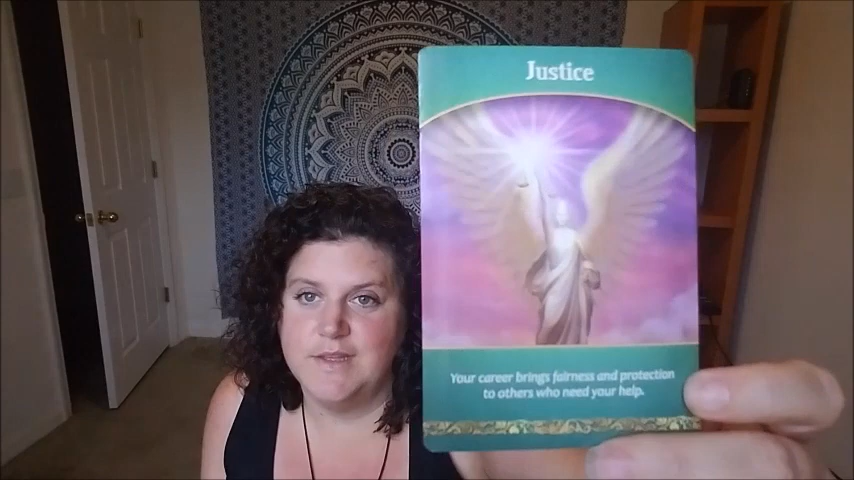 Justice
Your career brings fairness and protection
to others who need your help.